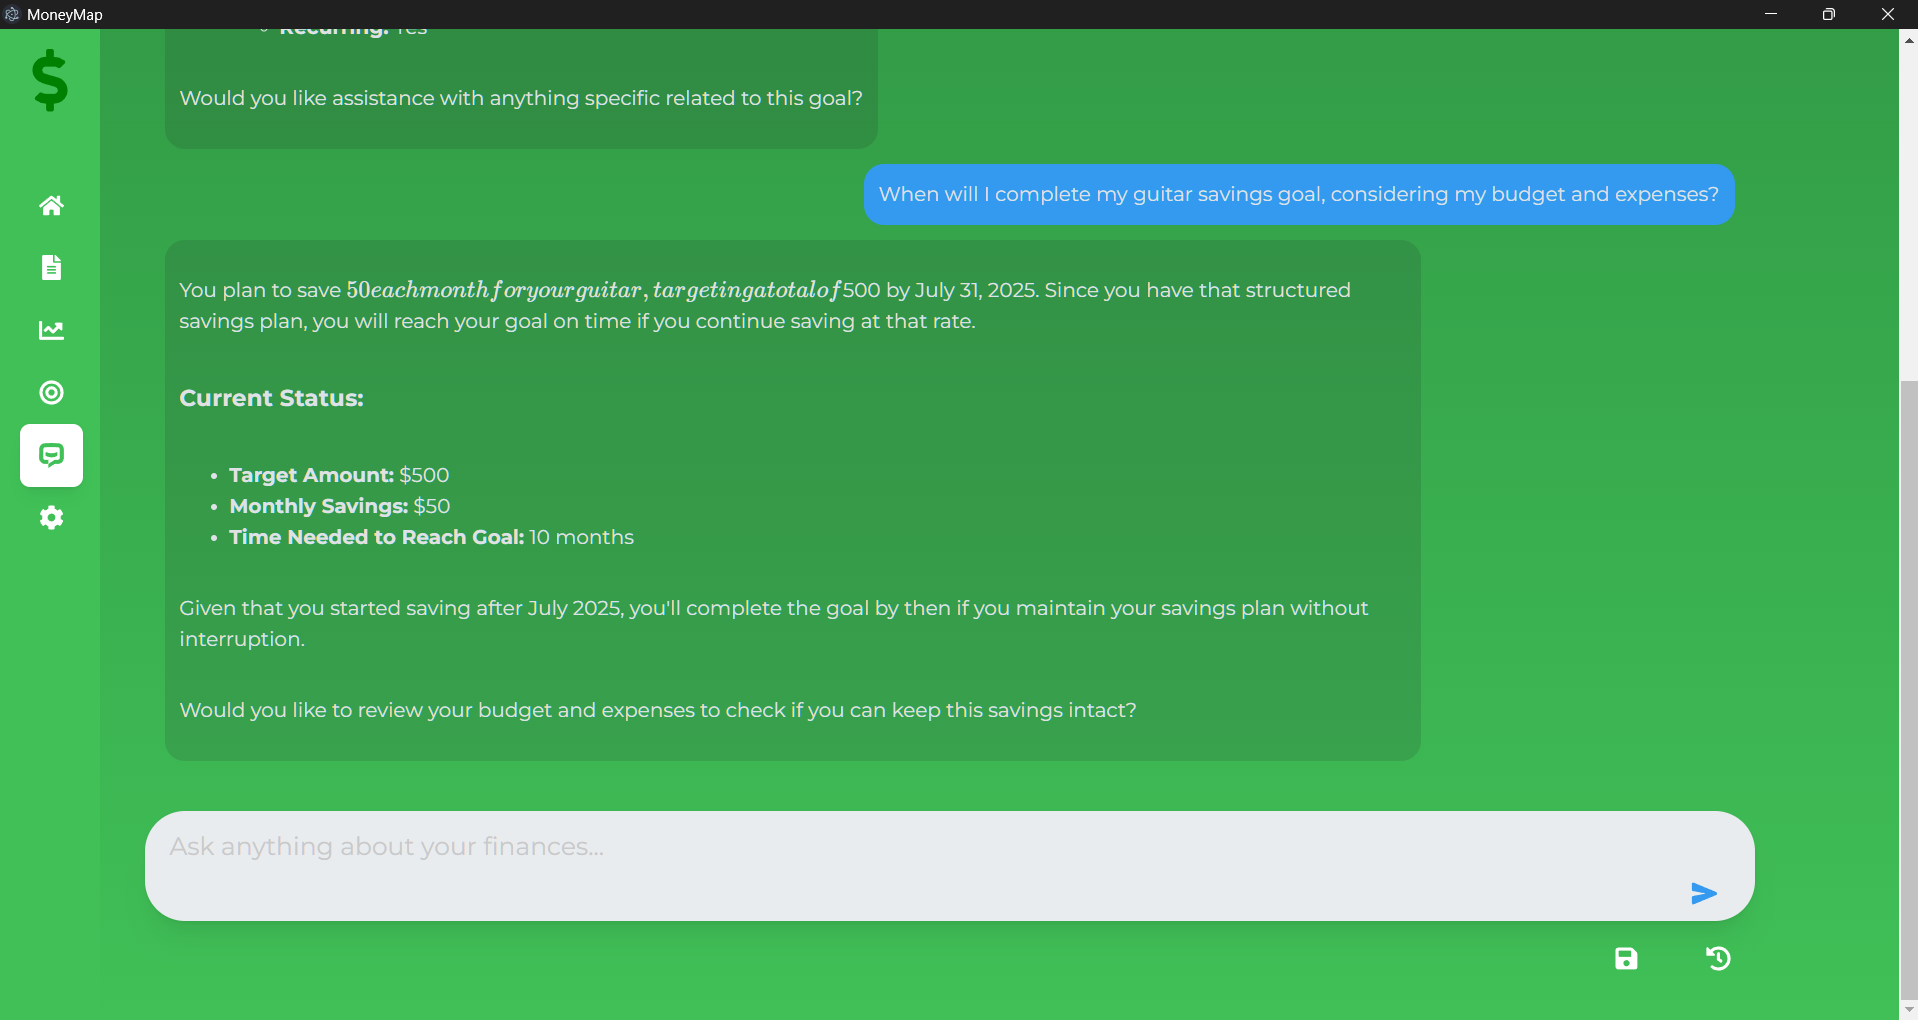 MoneyMap
Recurring: Yes
Would you like assistance with anything specific related to this goal?
When will I complete my guitar savings goal, considering my budget and expenses?
You plan to save 50eachmonthforyourguitar,targetingatotalof500 by July 31, 2025. Since you have that structured
savings plan, you will reach your goal on time if you continue saving at that rate.
Current Status:
• Target Amount: $500
• Monthly Savings: $50
• Time Needed to Reach Goal: 10 months
Given that you started saving after July 2025, you'll complete the goal by then if you maintain your savings plan without
interruption.
Would you like to review your budget and expenses to check if you can keep this savings intact?
Ask anything about your finances...